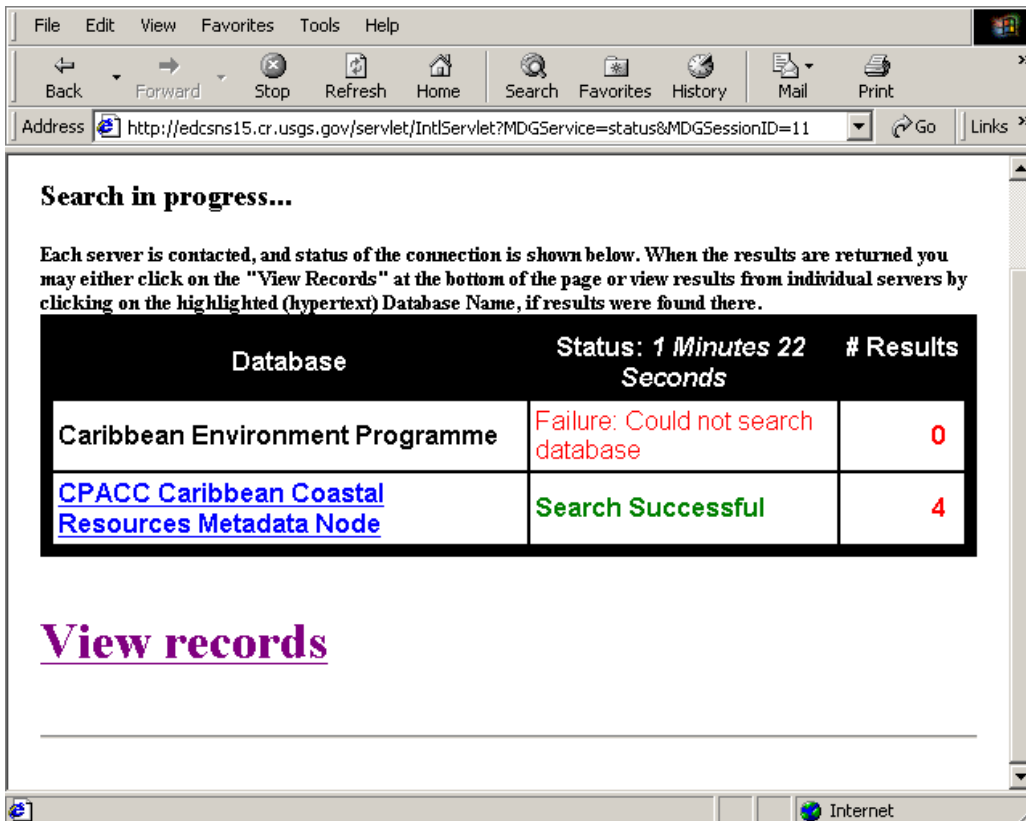 File Edit View Favorites Tools Help
Back Forward Stop Refresh Home Search Favorites History Mail Print »
Address http://edcsns15.cr.usgs.gov/servlet/IntlServlet?MDGService=status&MDGSessionID=11 Go Links »
Search in progress...
Each server is contacted, and status of the connection is shown below. When the results are returned you
may either click on the "View Records" at the bottom of the page or view results from individual servers by
clicking on the highlighted (hypertext) Database Name, if results were found there.
Database Status: 1 Minutes 22 # Results
Seconds
Caribbean Environment Programme Failure: Could not search 0
database
CPACC Caribbean Coastal Search Successful 4
Resources Metadata Node
View records
Internet